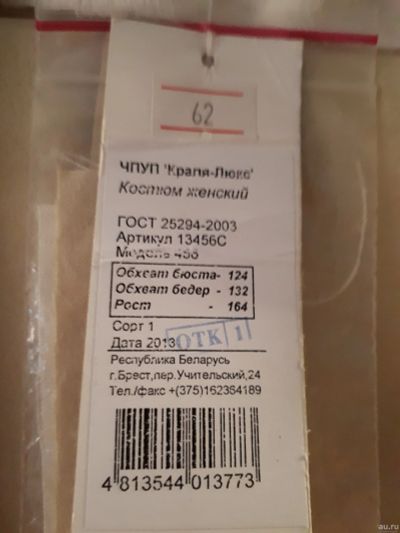 62
ЧПУП "Крапя-Люкс"
Костюм женский
ГОСТ 25294-2003
Артикул 13456С
Модель
Обхват бюста- 124
Обхват бедер - 132
Рост - 164
Сорт 1
Дата 2013
ОТК 1
Республика Беларусь
г.Брест,пер.Учительский,24
Тел./факс +(375)162364189
4 813544 013773
au.ru